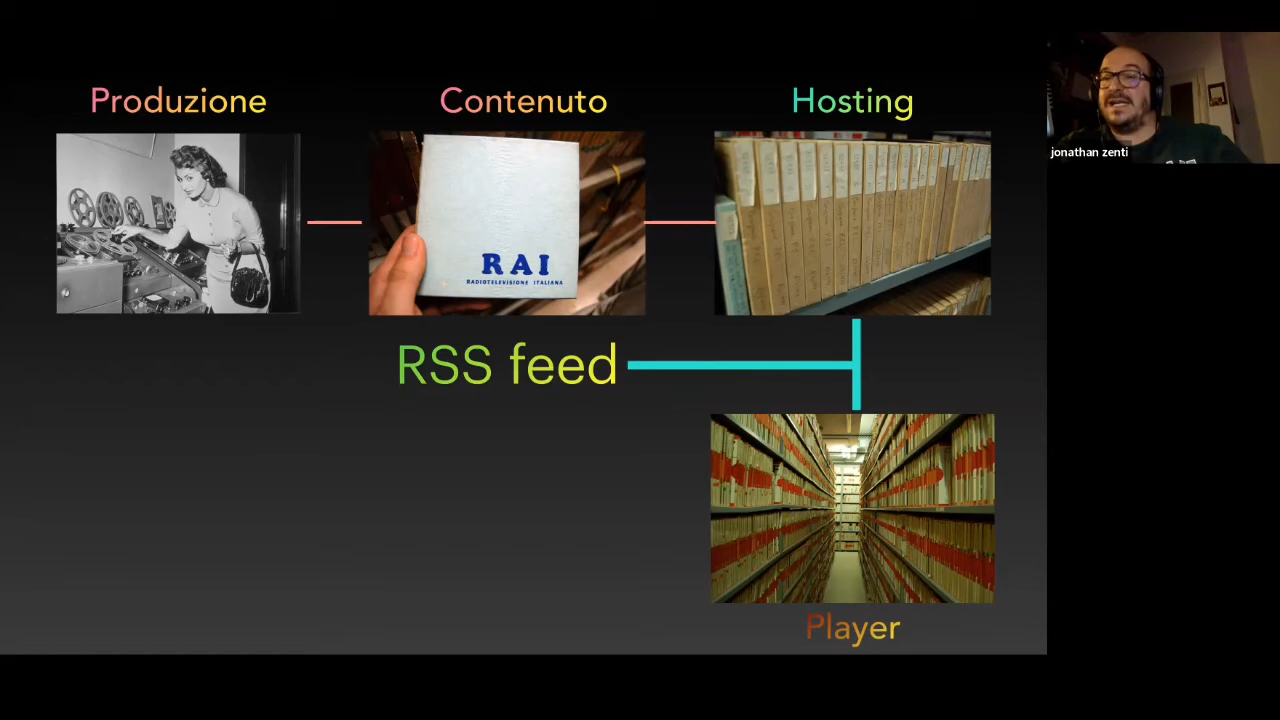 Produzione
Contenuto
Hosting
jonathan zenti
RAI
RADIOTELEVISIONE ITALIANA
RSS feed
Player